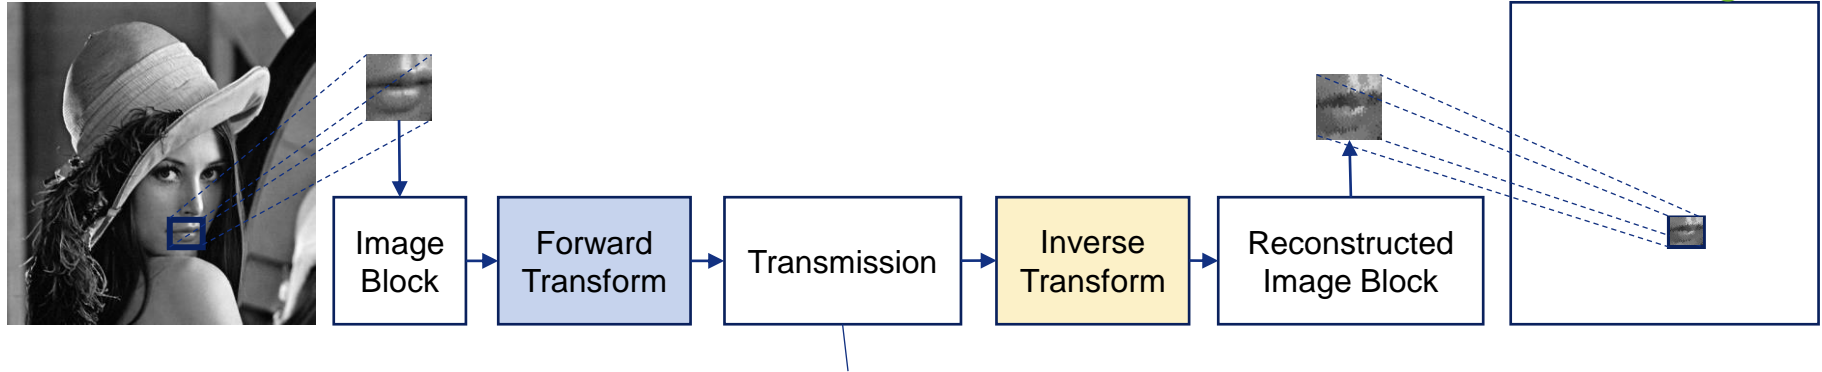 Image
Block
Forward
Transform
Transmission
Inverse
Transform
Reconstructed
Image Block